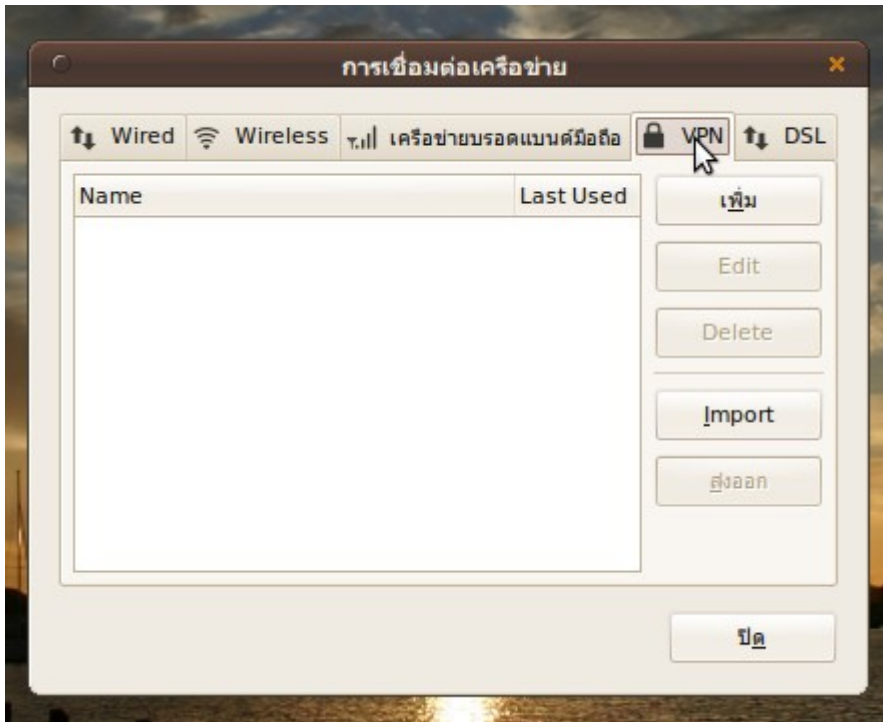 การเชื่อมต่อเครือข่าย
Wired Wireless เครือข่ายบรอดแบนด์มือถือ VPN DSL
Name Last Used
เพิ่ม
Edit
Delete
Import
ส่งออก
ปิด